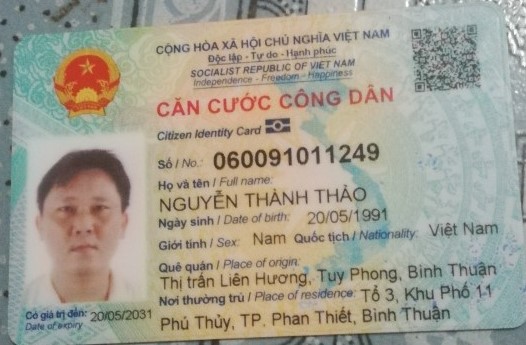 CỘNG HÒA XÃ HỘI CHỦ NGHĨA VIỆT NAM
Độc lập - Tự do - Hạnh phúc
SOCIALIST REPUBLIC OF VIET NAM
Independence - Freedom - Happiness
CĂN CƯỚC CÔNG DÂN
Citizen Identity Card
Số / No.: 060091011249
Họ và tên / Full name:
NGUYỄN THÀNH THẢO
Ngày sinh / Date of birth: 20/05/1991
Giới tính / Sex: Nam Quốc tịch / Nationality: Việt Nam
Quê quán / Place of origin:
Thị trấn Liên Hương, Tuy Phong, Bình Thuận
Nơi thường trú / Place of residence: Tổ 3, Khu Phố 11
Phú Thủy, TP. Phan Thiết, Bình Thuận
Có giá trị đến: 20/05/2031
Date of expiry